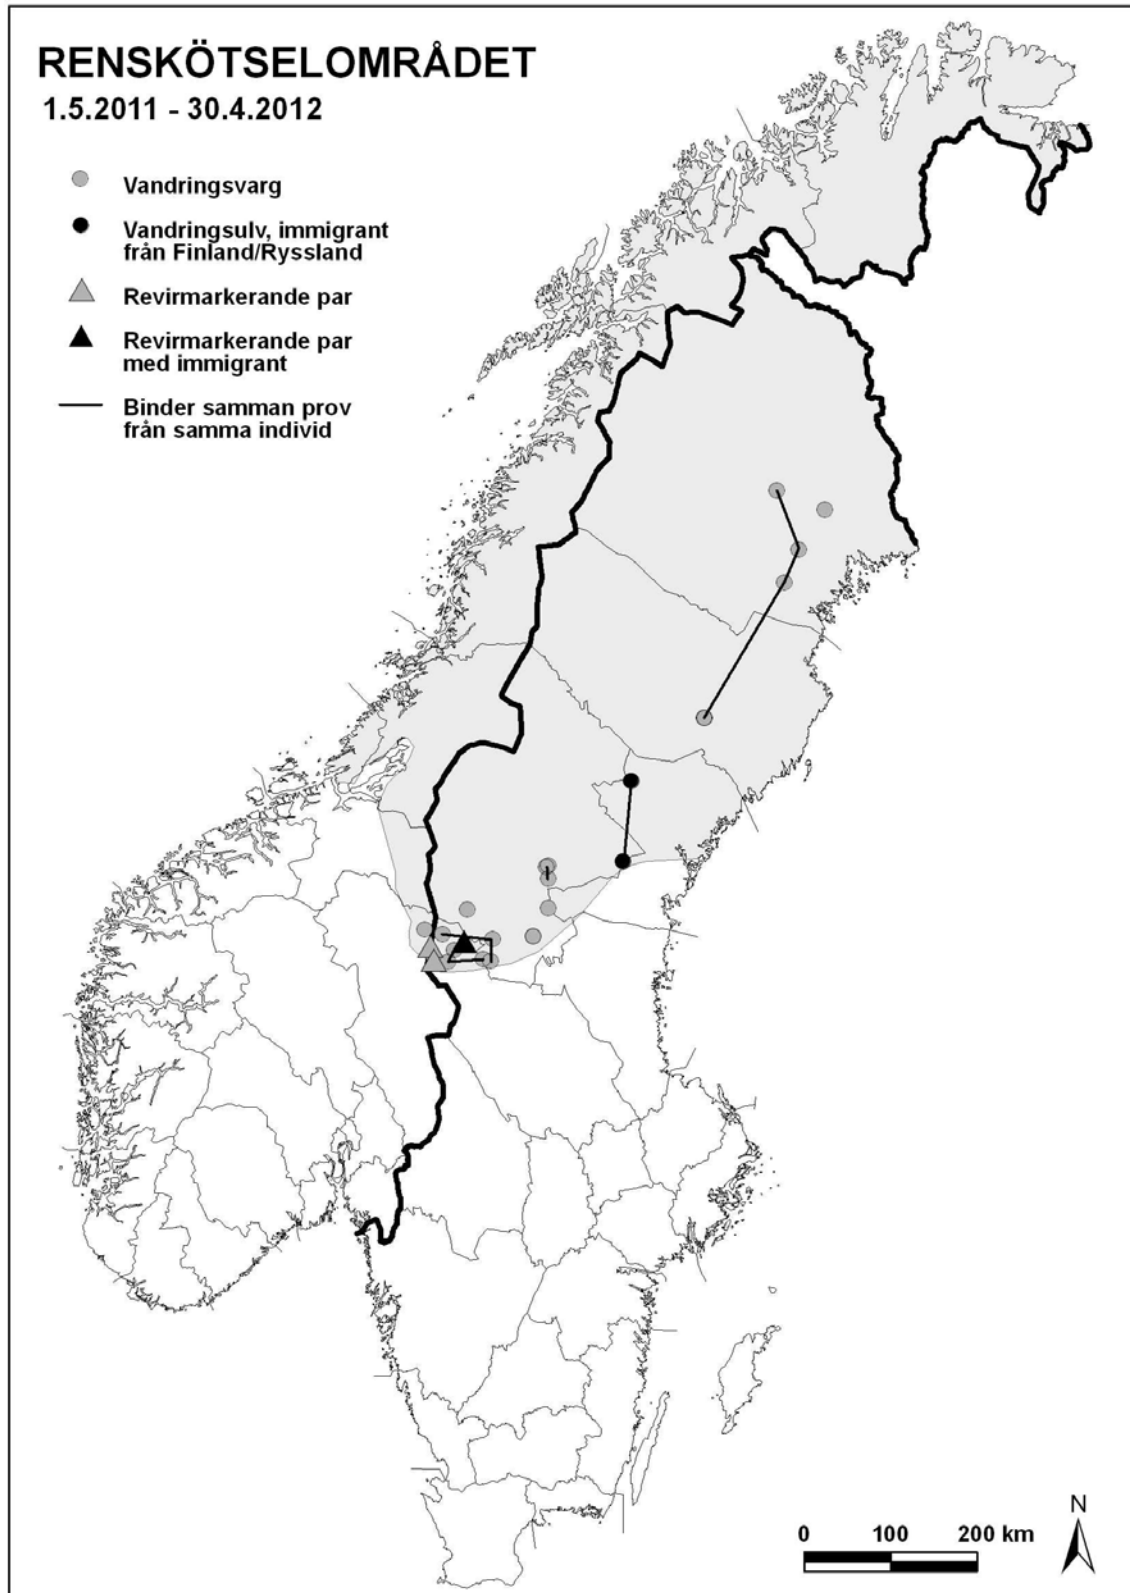 RENSKÖTSELOMRÅDET
1.5.2011 - 30.4.2012
Vandringsvarg
Vandringsulv, immigrant
från Finland/Ryssland
Revirmarkerande par
Revirmarkerande par
med immigrant
Binder samman prov
från samma individ
N
0 100 200 km